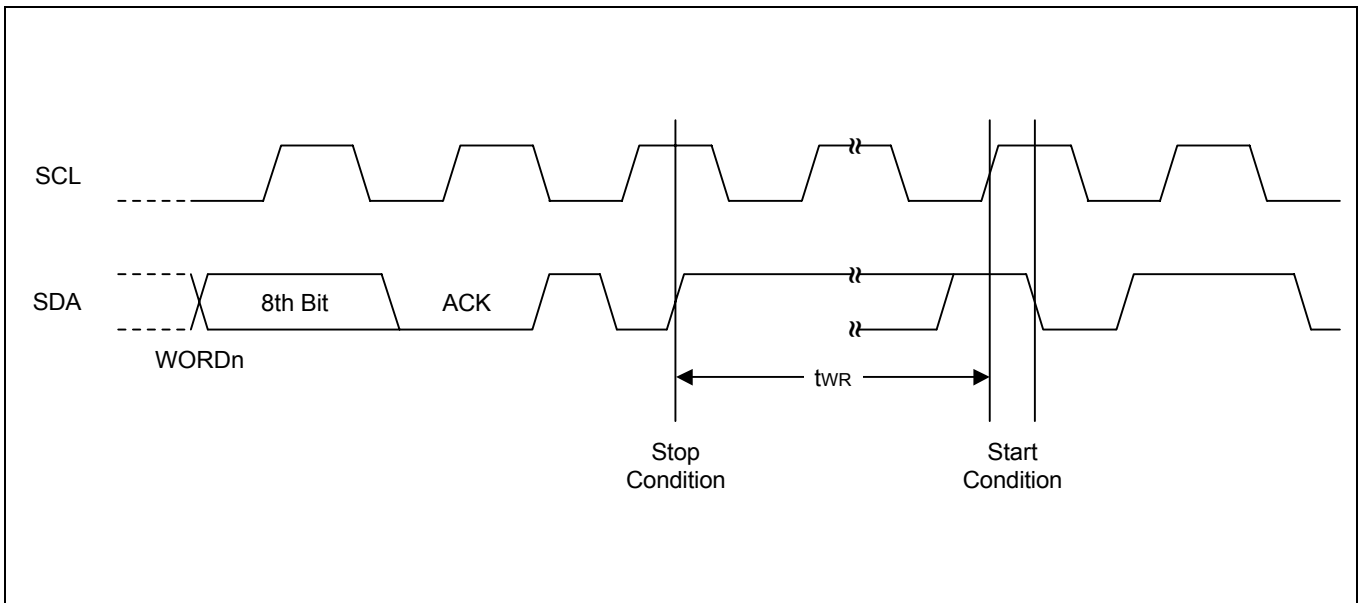 SCL
SDA
8th Bit
ACK
WORDn
tWR
Stop
Condition
Start
Condition